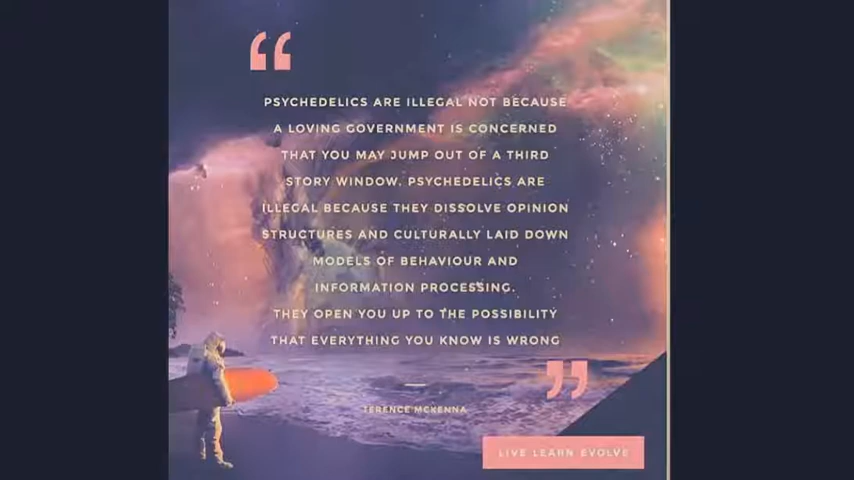 “
PSYCHEDELICS ARE ILLEGAL NOT BECAUSE
A LOVING GOVERNMENT IS CONCERNED
THAT YOU MAY JUMP OUT OF A THIRD
STORY WINDOW. PSYCHEDELICS ARE
ILLEGAL BECAUSE THEY DISSOLVE OPINION
STRUCTURES AND CULTURALLY LAID DOWN
MODELS OF BEHAVIOUR AND
INFORMATION PROCESSING.
THEY OPEN YOU UP TO THE POSSIBILITY
THAT EVERYTHING YOU KNOW IS WRONG
”
TERENCE MCKENNA
LIVE LEARN EVOLVE